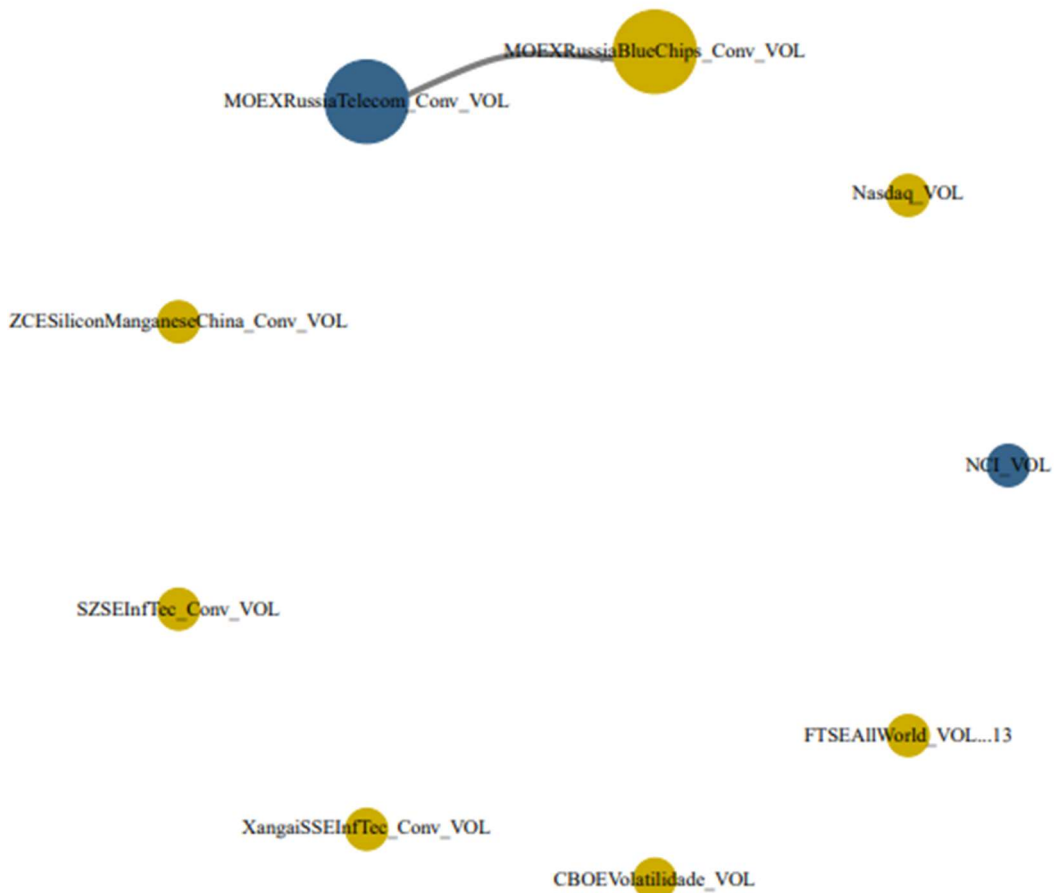 MOEXRussiaBlueChips_Conv_VOL
MOEXRussiaTelecom_Conv_VOL
Nasdaq_VOL
ZCESiliconManganeseChina_Conv_VOL
NCI_VOL
SZSEInfTec_Conv_VOL
FTSEAllWorld_VOL...13
XangaiSSEInfTec_Conv_VOL
CBOEVolatilidade_VOL